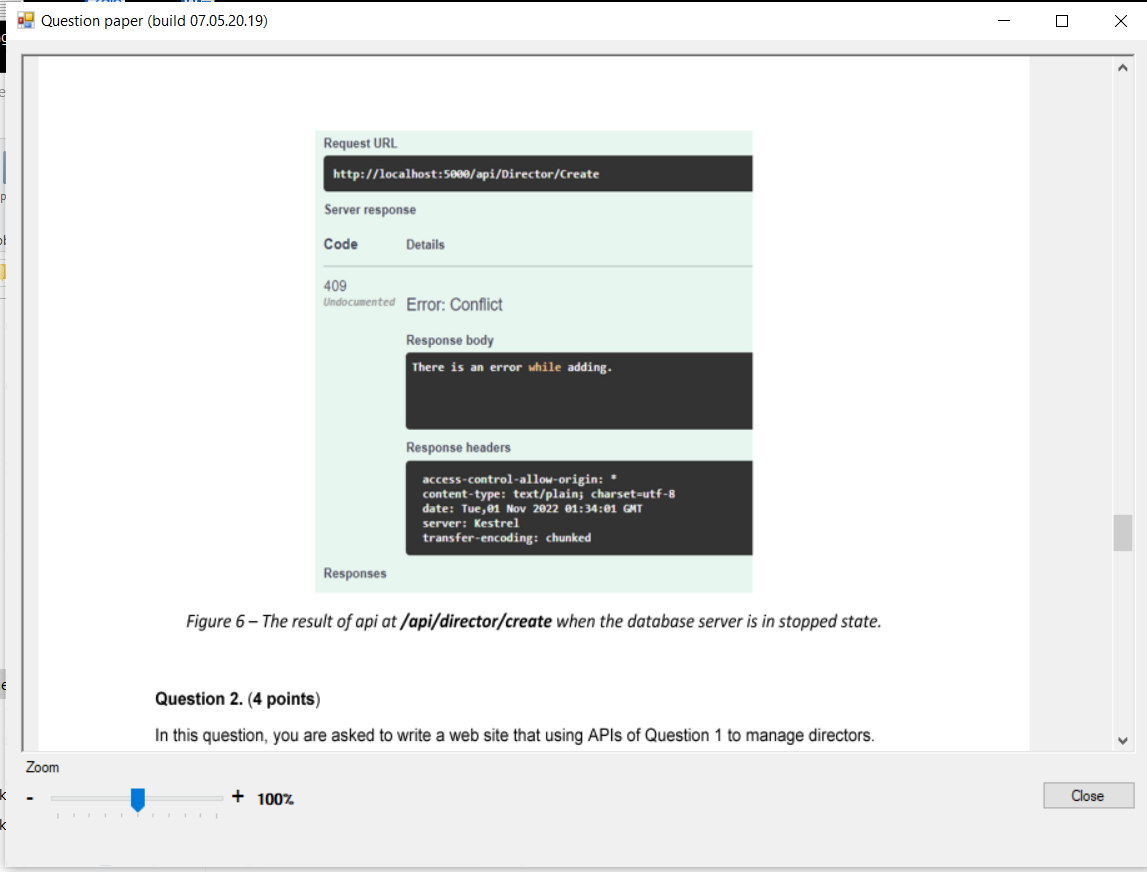 Question paper (build 07.05.20.19)
Request URL
http://localhost:5000/api/Director/Create
Server response
Code Details
409
Undocumented
Error: Conflict
Response body
There is an error while adding.
Response headers
access-control-allow-origin: *
content-type: text/plain; charset=utf-8
date: Tue,01 Nov 2022 01:34:01 GMT
server: Kestrel
transfer-encoding: chunked
Responses
Figure 6 – The result of api at /api/director/create when the database server is in stopped state.
Question 2. (4 points)
In this question, you are asked to write a web site that using APIs of Question 1 to manage directors.
Zoom
- + 100%
Close